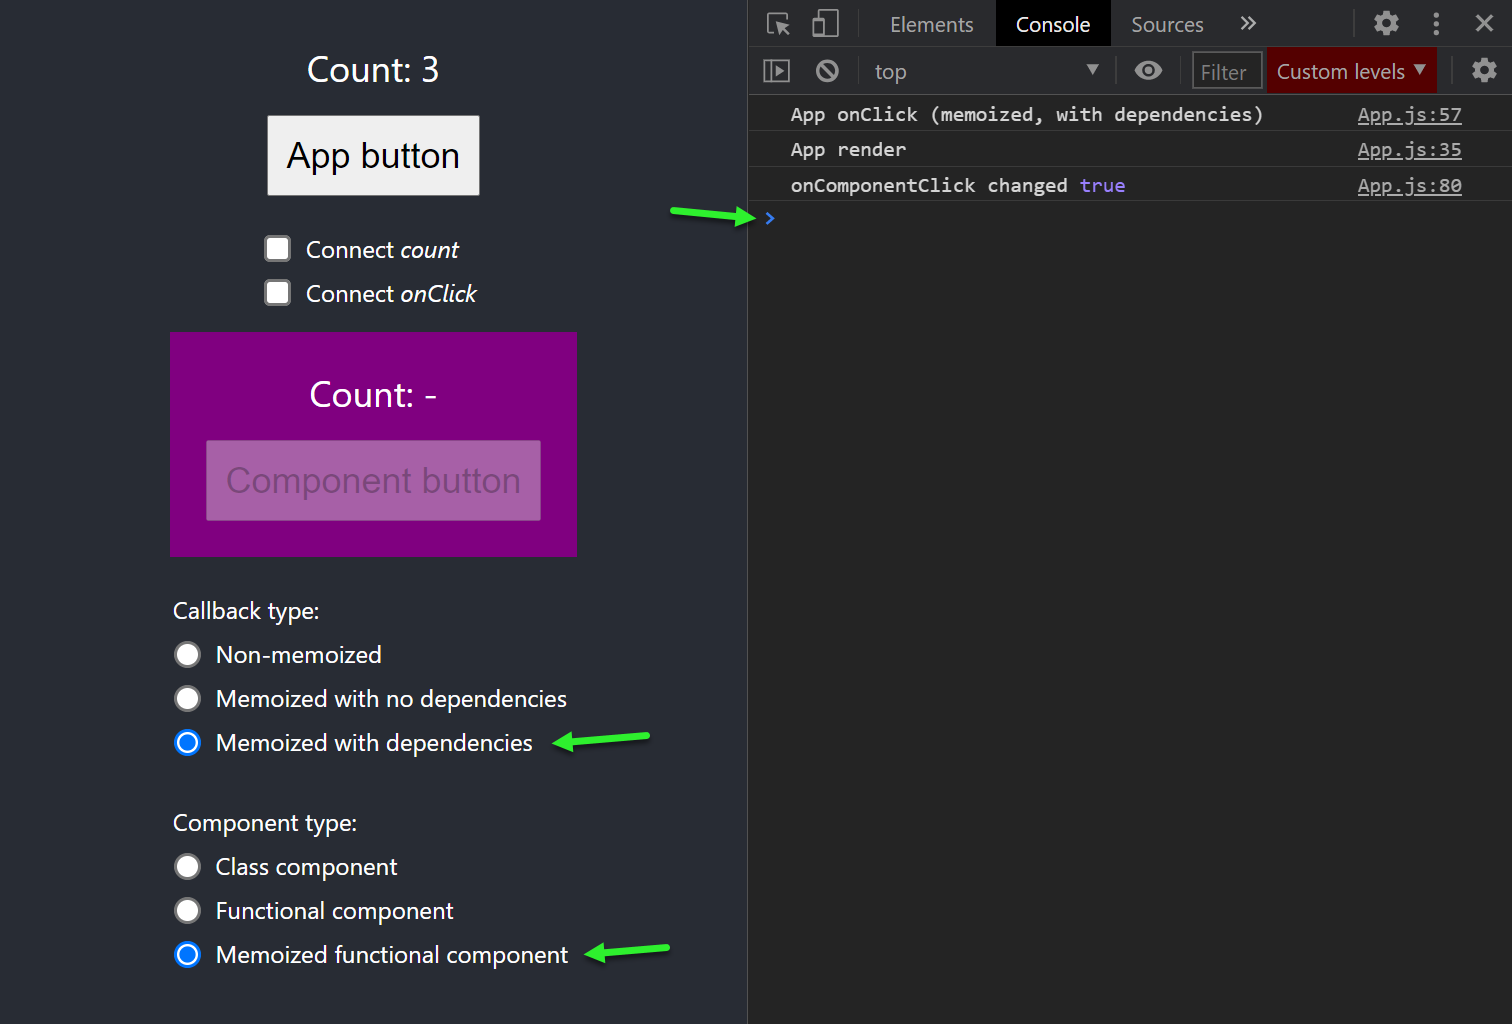 Count: 3
App button
Connect count
Connect onClick
Count: -
Component button
Callback type:
Non-memoized
Memoized with no dependencies
Memoized with dependencies
Component type:
Class component
Functional component
Memoized functional component
Elements Console Sources
top Filter Custom levels
App onClick (memoized, with dependencies) App.js:57
App render App.js:35
onComponentClick changed true App.js:80